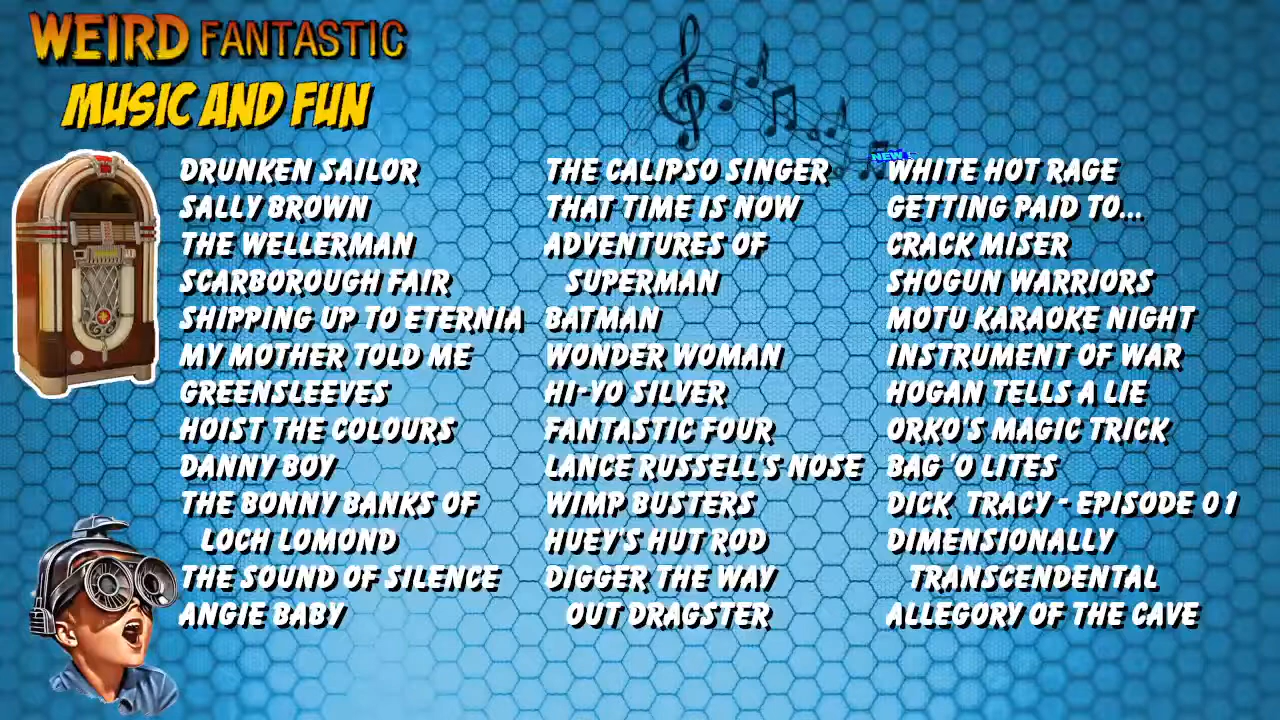 WEIRD FANTASTIC
MUSIC AND FUN
DRUNKEN SAILOR
SALLY BROWN
THE WELLERMAN
SCARBOROUGH FAIR
SHIPPING UP TO ETERNIA
MY MOTHER TOLD ME
GREENSLEEVES
HOIST THE COLOURS
DANNY BOY
THE BONNY BANKS OF
LOCH LOMOND
THE SOUND OF SILENCE
ANGIE BABY
THE CALIPSO SINGER
THAT TIME IS NOW
ADVENTURES OF
SUPERMAN
BATMAN
WONDER WOMAN
HI-YO SILVER
FANTASTIC FOUR
LANCE RUSSELL'S NOSE
WIMP BUSTERS
HUEY'S HUT ROD
DIGGER THE WAY
OUT DRAGSTER
NEW
WHITE HOT RAGE
GETTING PAID TO...
CRACK MISER
SHOGUN WARRIORS
MOTU KARAOKE NIGHT
INSTRUMENT OF WAR
HOGAN TELLS A LIE
ORKO'S MAGIC TRICK
BAG 'O LITES
DICK TRACY - EPISODE 01
DIMENSIONALLY
TRANSCENDENTAL
ALLEGORY OF THE CAVE